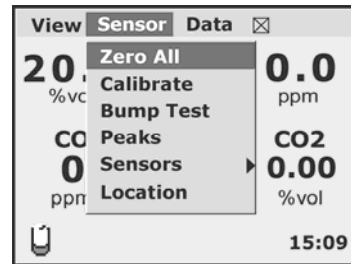 View Sensor Data
Zero All
20. 0.0
Calibrate
%vo ppm
Bump Test
CO Peaks CO2
0 Sensors 0.00
ppm Location %vol
15:09